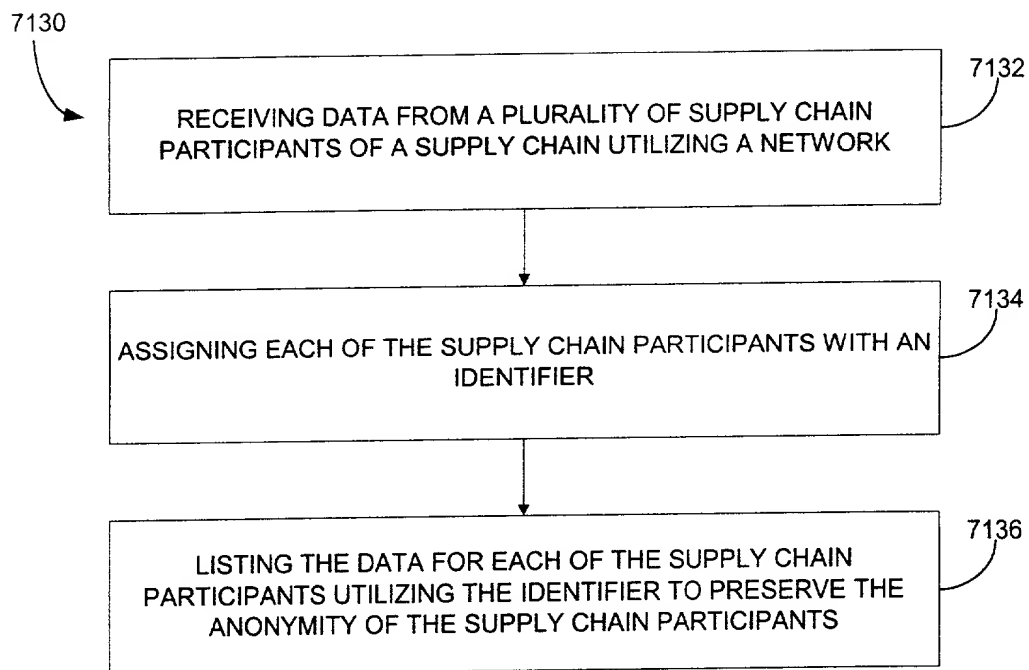 7130
7132
RECEIVING DATA FROM A PLURALITY OF SUPPLY CHAIN
PARTICIPANTS OF A SUPPLY CHAIN UTILIZING A NETWORK
7134
ASSIGNING EACH OF THE SUPPLY CHAIN PARTICIPANTS WITH AN
IDENTIFIER
7136
LISTING THE DATA FOR EACH OF THE SUPPLY CHAIN
PARTICIPANTS UTILIZING THE IDENTIFIER TO PRESERVE THE
ANONYMITY OF THE SUPPLY CHAIN PARTICIPANTS